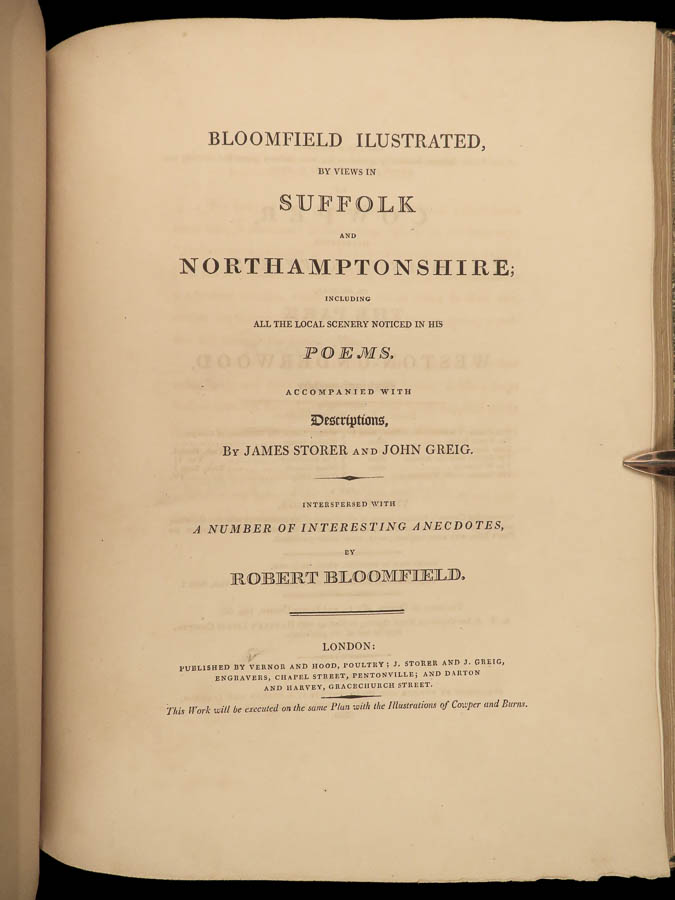 BLOOMFIELD ILUSTRATED,
BY VIEWS IN
SUFFOLK
AND
NORTHAMPTONSHIRE;
INCLUDING
ALL THE LOCAL SCENERY NOTICED IN HIS
POEMS.
ACCOMPANIED WITH
Descriptions,
BY JAMES STORER AND JOHN GREIG.
INTERSPERSED WITH
A NUMBER OF INTERESTING ANECDOTES,
BY
ROBERT BLOOMFIELD.
LONDON:
PUBLISHED BY VERNOR AND HOOD, POULTRY; J. STORER AND J. GREIG,
ENGRAVERS, CHAPEL STREET, PENTONVILLE; AND DARTON
AND HARVEY, GRACECHURCH STREET.
This Work will be executed on the same Plan with the Illustrations of Cowper and Burns.